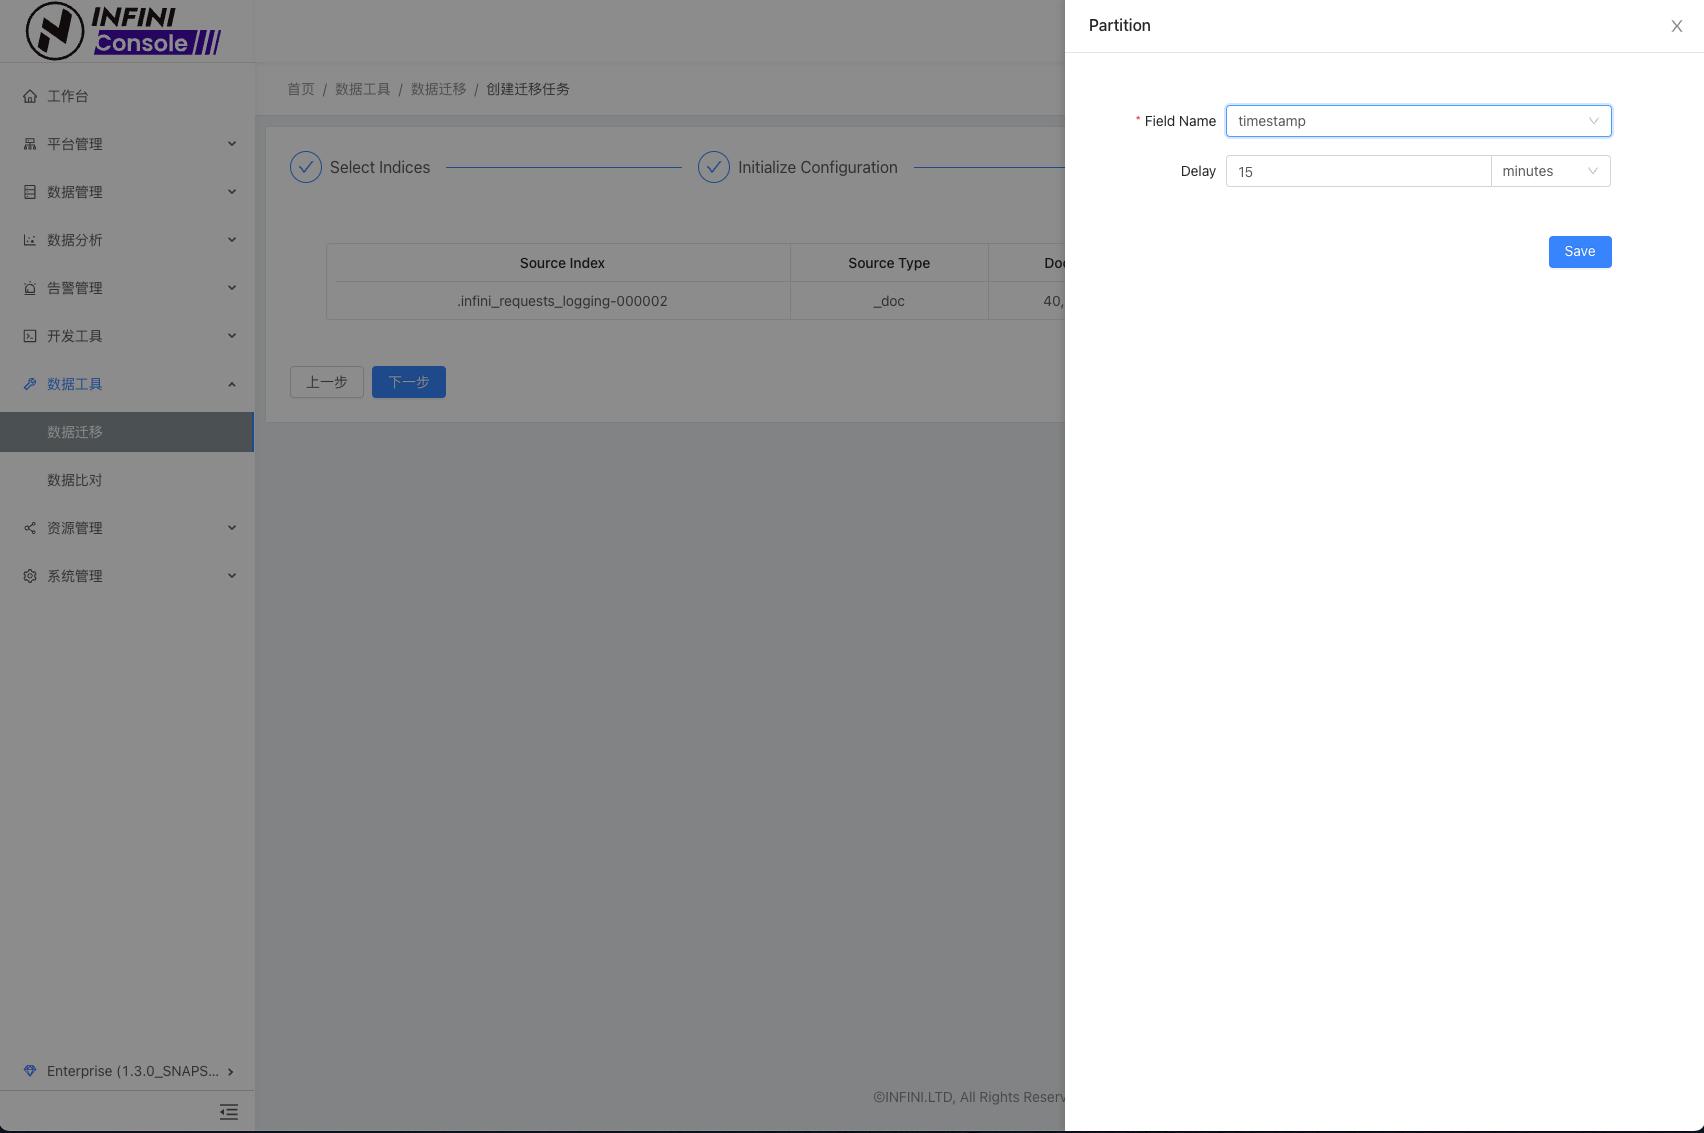 INFINI
Console
工作台
平台管理
数据管理
数据分析
告警管理
开发工具
数据工具
数据迁移
数据比对
资源管理
系统管理
Enterprise (1.3.0_SNAPS...
首页 / 数据工具 / 数据迁移 / 创建迁移任务
Select Indices
Initialize Configuration
Source Index Source Type
.infini_requests_logging-000002 _doc 40,
上一步 下一步
©INFINI.LTD, All Rights
Partition
* Field Name timestamp
Delay 15 minutes
Save